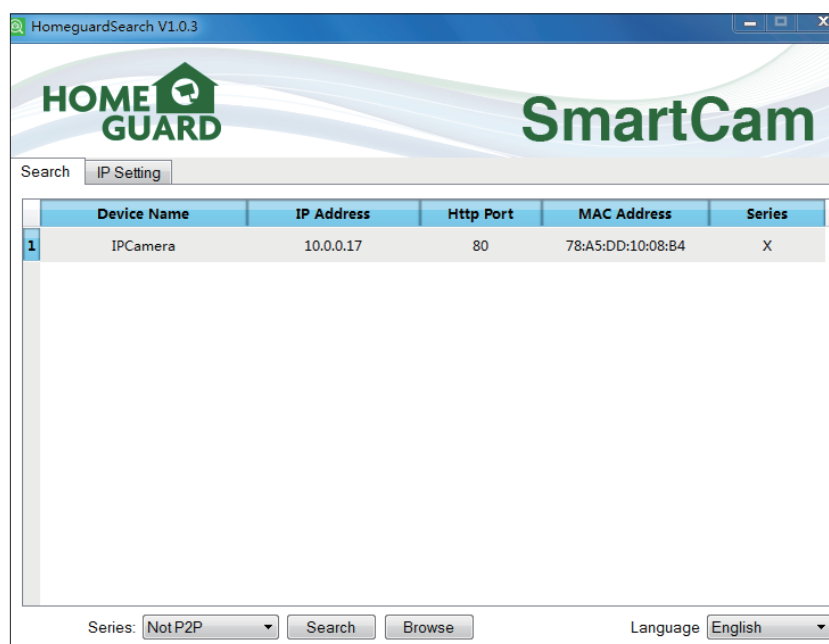 HomeguardSearch V1.0.3
HOME
GUARD
SmartCam
Search IP Setting
Device Name IP Address Http Port MAC Address Series
1 IPCamera 10.0.0.17 80 78:A5:DD:10:08:B4 X
Series: Not P2P Search Browse Language English